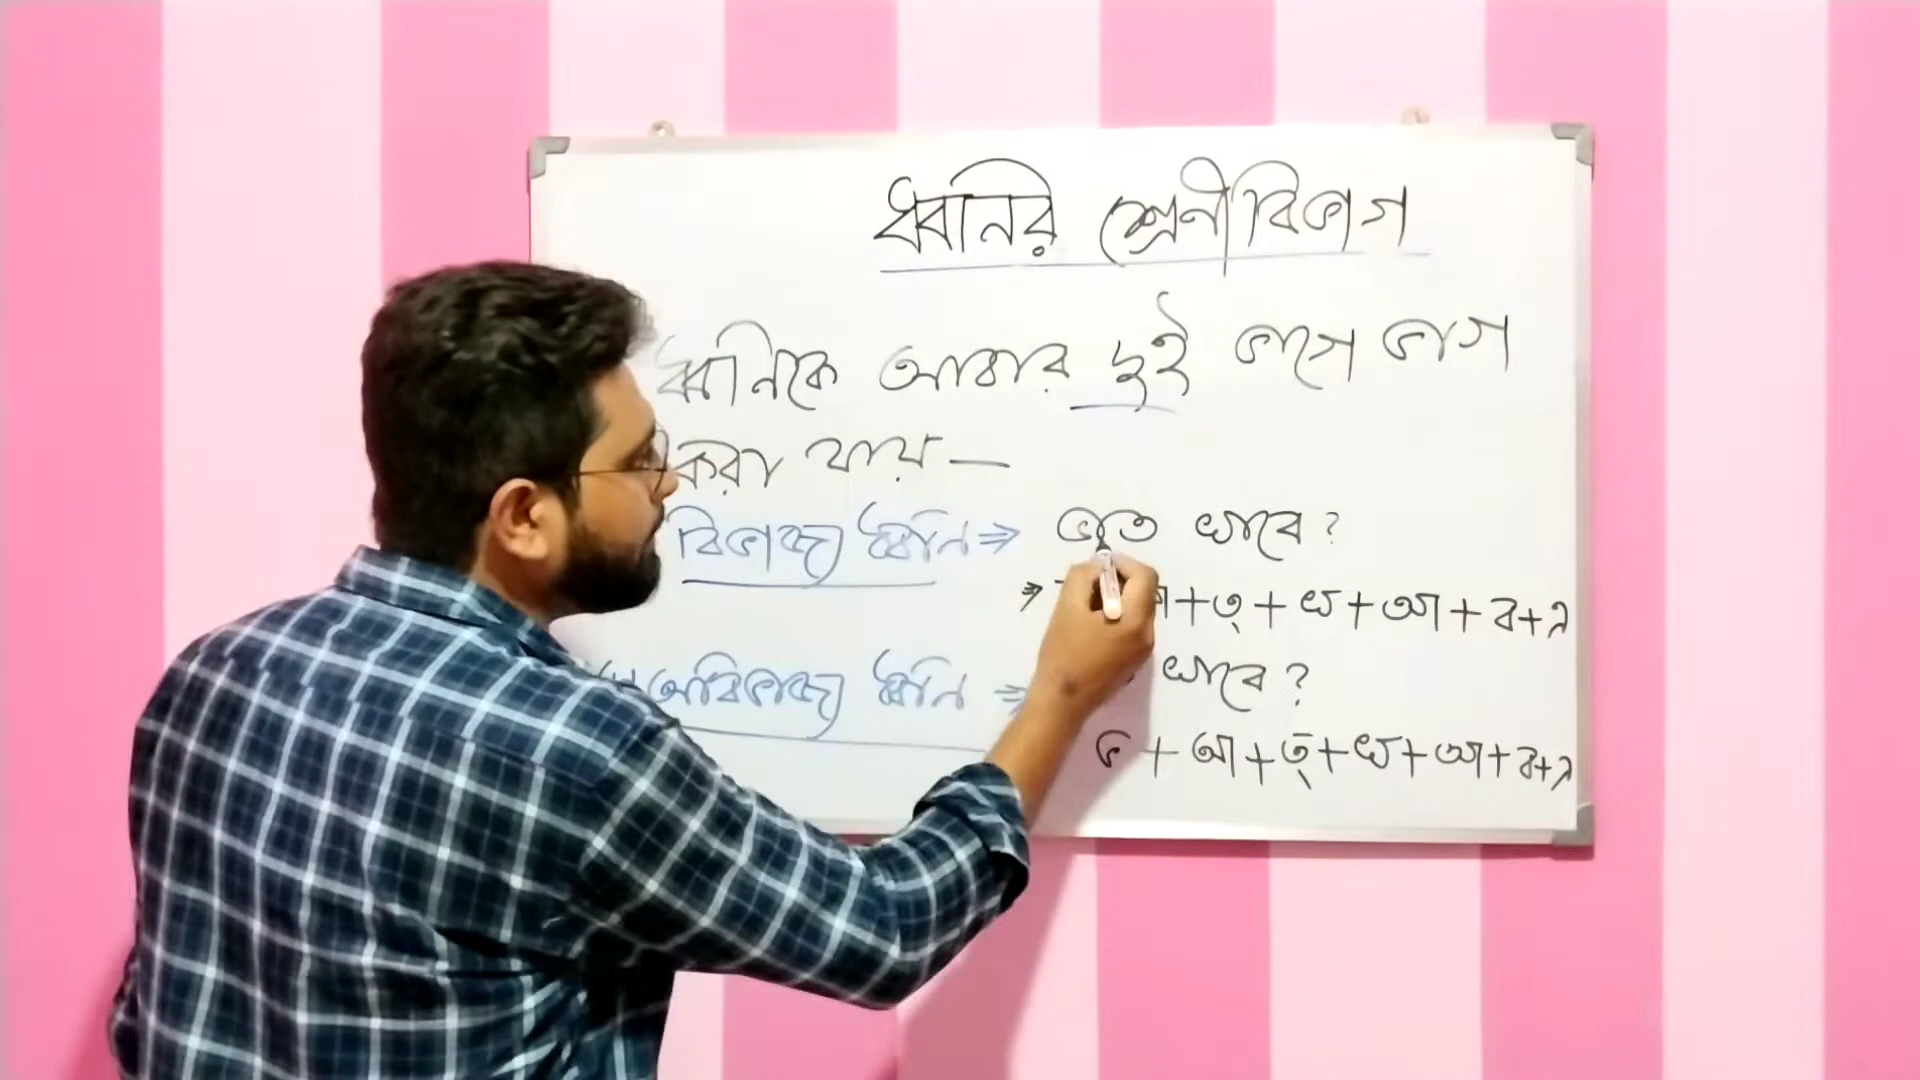 ধ্বনির শ্রেণীবিভাগ
ধ্বনিকে আবার দুই ভাগে ভাগ
করা যায় —
বিভাজ্য ধ্বনি ⇒ ভাত খাবে ?
⇒ + ত্ + খ + আ + ব + এ
অবিভাজ্য ধ্বনি ⇒ খাবে ?
ভ + আ + ত্ + খ + আ + ব + এ